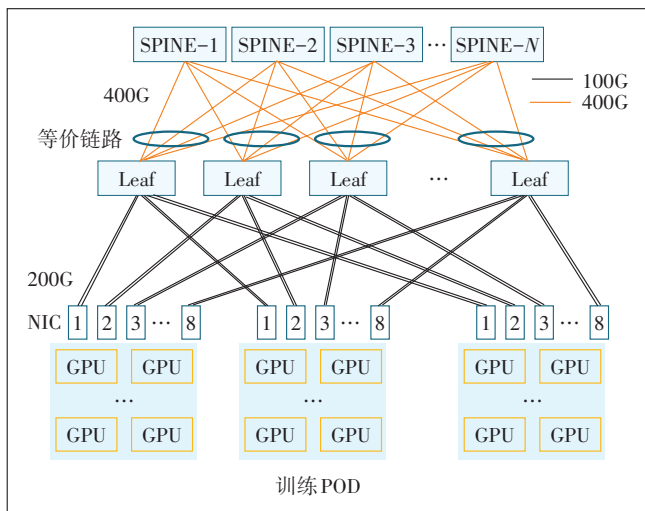 SPINE-1 SPINE-2 SPINE-3 … SPINE-N
100G
400G
400G
等价链路
Leaf Leaf Leaf … Leaf
200G
NIC 1 2 3 … 8 1 2 3 … 8 1 2 3 … 8
GPU GPU GPU GPU GPU GPU
… … …
GPU GPU GPU GPU GPU GPU
训练POD